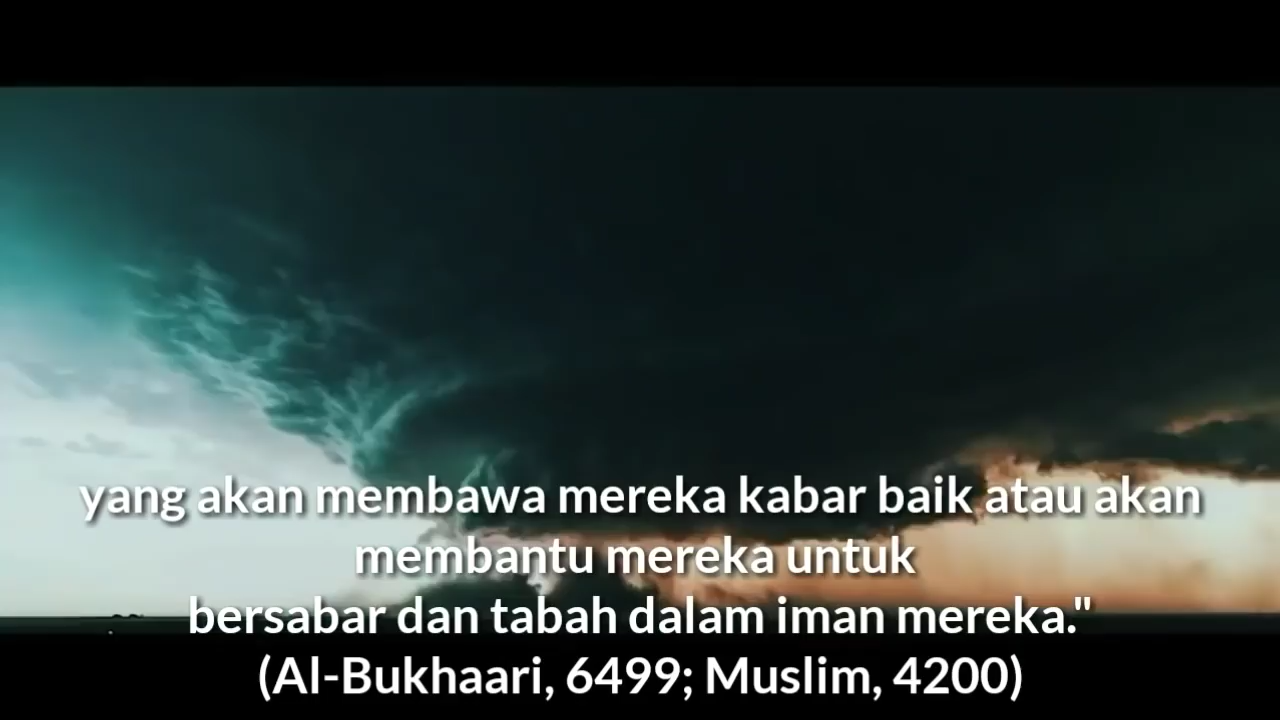 yang akan membawa mereka kabar baik atau akan
membantu mereka untuk
bersabar dan tabah dalam iman mereka."
(Al-Bukhaari, 6499; Muslim, 4200)